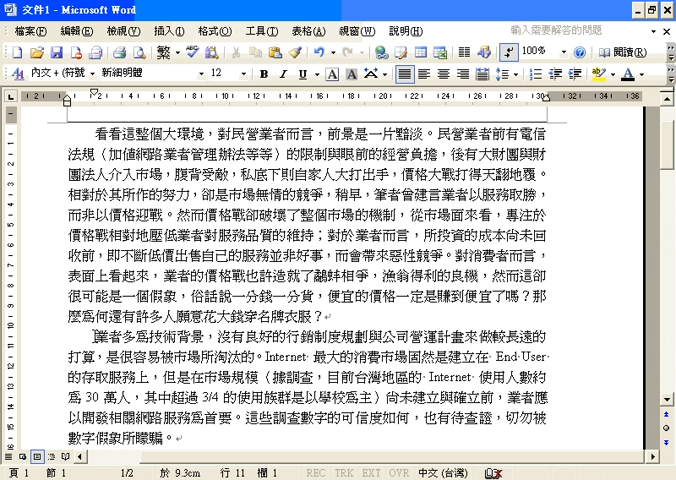 文件1 - Microsoft Word
檔案(F) 編輯(E) 檢視(V) 插入(I) 格式(O) 工具(T) 表格(A) 視窗(W) 說明(H) 輸入需要解答的問題
繁 100% 閱讀(R)
內文 + (符號 新細明體 12 B I U A A A
看看這整個大環境，對民營業者而言，前景是一片黯淡。民營業者前有電信
法規（加值網路業者管理辦法等等）的限制與眼前的經營負擔，後有大財團與財
團法人介入市場，腹背受敵，私底下則自家人大打出手，價格大戰打得天翻地覆。
相對於其所作的努力，卻是市場無情的競爭，稍早，筆者曾建言業者以服務取勝，
而非以價格迎戰。然而價格戰卻破壞了整個市場的機制，從市場面來看，專注於
價格戰相對地壓低業者對服務品質的維持；對於業者而言，所投資的成本尚未回
收前，即不斷低價出售自己的服務並非好事，而會帶來惡性競爭。對消費者而言，
表面上看起來，業者的價格戰也許造就了鷸蚌相爭，漁翁得利的良機，然而這卻
很可能是一個假象，俗話說一分錢一分貨，便宜的價格一定是賺到便宜了嗎？那
麼為何還有許多人願意花大錢穿名牌衣服？
業者多為技術背景，沒有良好的行銷制度規劃與公司營運計畫來做較長遠的
打算，是很容易被市場所淘汰的。Internet 最大的消費市場固然是建立在 End User
的存取服務上，但是在市場規模（據調查，目前台灣地區的 Internet 使用人數約
為 30 萬人，其中超過 3/4 的使用族群是以學校為主）尚未建立與確立前，業者應
以開發相關網路服務為首要。這些調查數字的可信度如何，也有待查證，切勿被
數字假象所矇騙。
頁 1 節 1 1/2 於 9.3cm 行 11 欄 1 REC TRK EXT OVR 中文 (台灣)